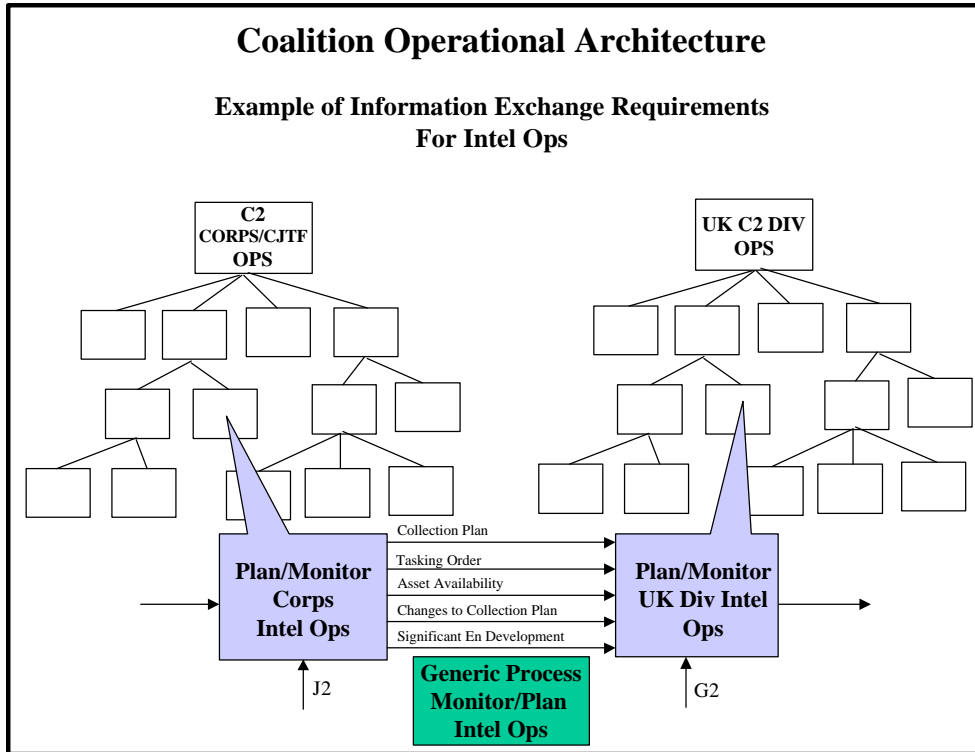 Coalition Operational Architecture
Example of Information Exchange Requirements
For Intel Ops
C2
CORPS/CJTF
OPS
UK C2 DIV
OPS
Collection Plan
Tasking Order
Asset Availability
Changes to Collection Plan
Significant En Development
Plan/Monitor
Corps
Intel Ops
Plan/Monitor
UK Div Intel
Ops
J2
G2
Generic Process
Monitor/Plan
Intel Ops